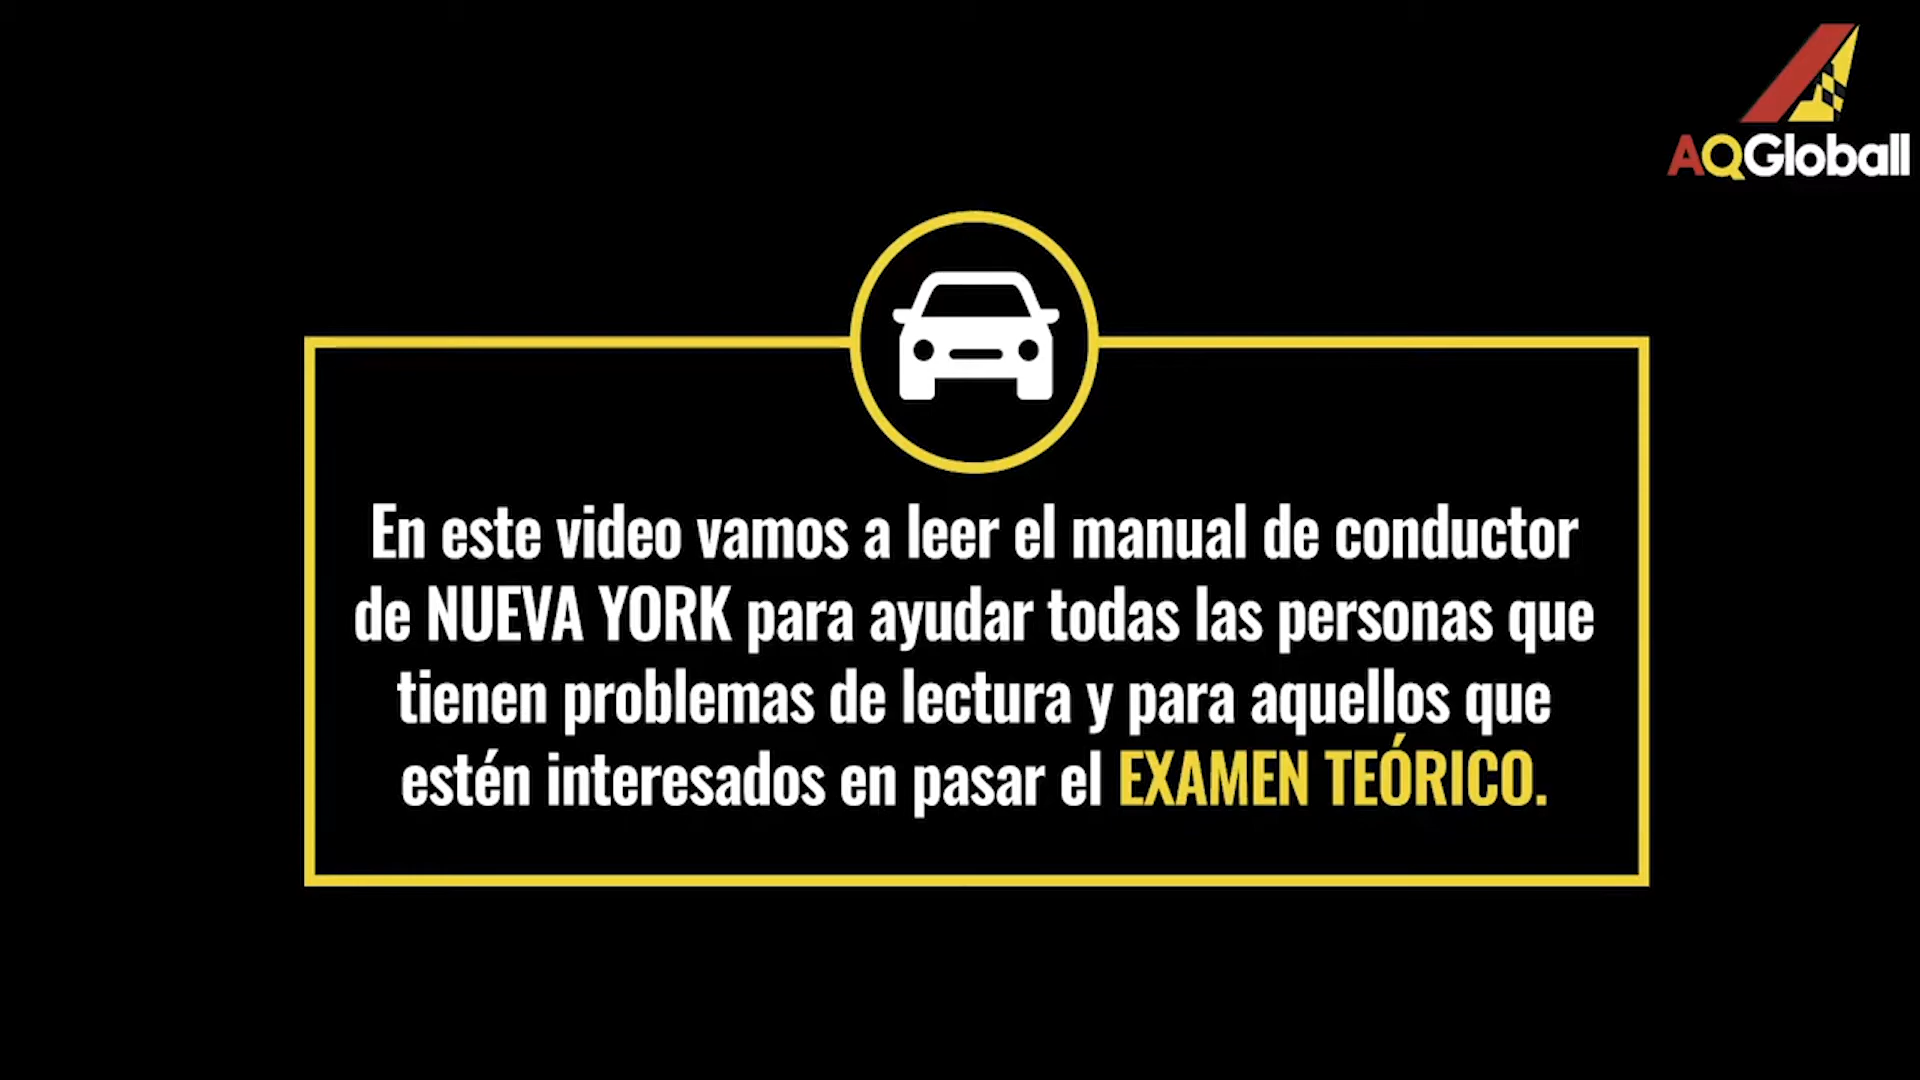 AQGloball
En este video vamos a leer el manual de conductor
de NUEVA YORK para ayudar todas las personas que
tienen problemas de lectura y para aquellos que
estén interesados en pasar el EXAMEN TEÓRICO.